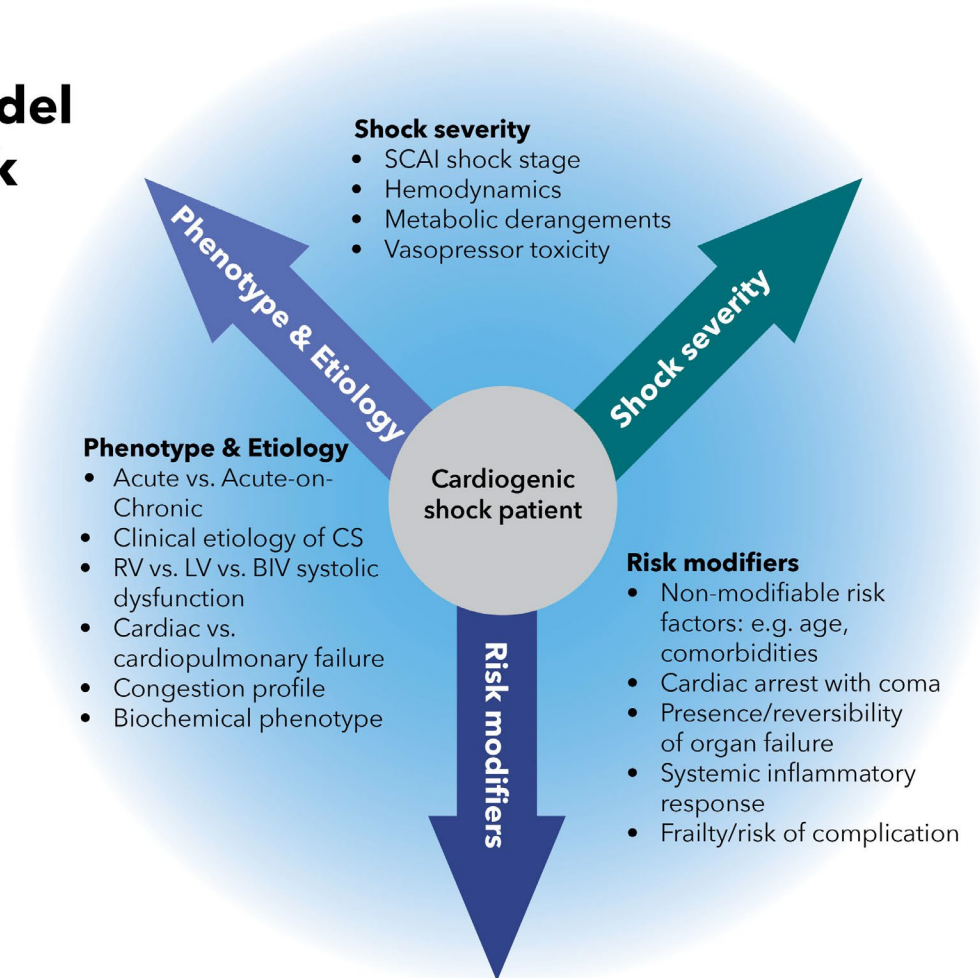 del
k
Shock severity
• SCAI shock stage
• Hemodynamics
• Metabolic derangements
• Vasopressor toxicity
Phenotype & Etiology
Shock severity
Cardiogenic
shock patient
Phenotype & Etiology
• Acute vs. Acute-on-
Chronic
• Clinical etiology of CS
• RV vs. LV vs. BIV systolic
dysfunction
• Cardiac vs.
cardiopulmonary failure
• Congestion profile
• Biochemical phenotype
Risk modifiers
• Non-modifiable risk
factors: e.g. age,
comorbidities
• Cardiac arrest with coma
• Presence/reversibility
of organ failure
• Systemic inflammatory
response
• Frailty/risk of complication
Risk modifiers